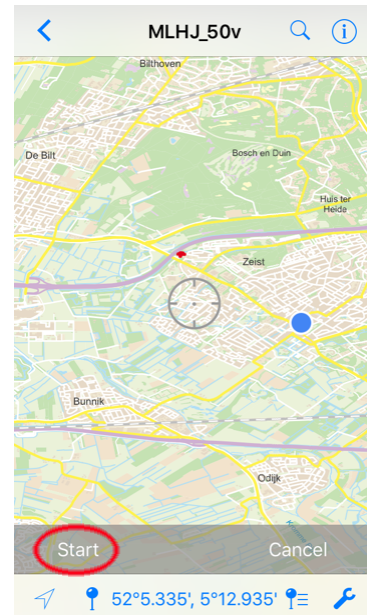 MLHJ_50v
Bilthoven
De Bilt
Bosch en Duin
Huis ter
Heide
Zeist
Bunnik
Odijk
Start
Cancel
52°5.335', 5°12.935'